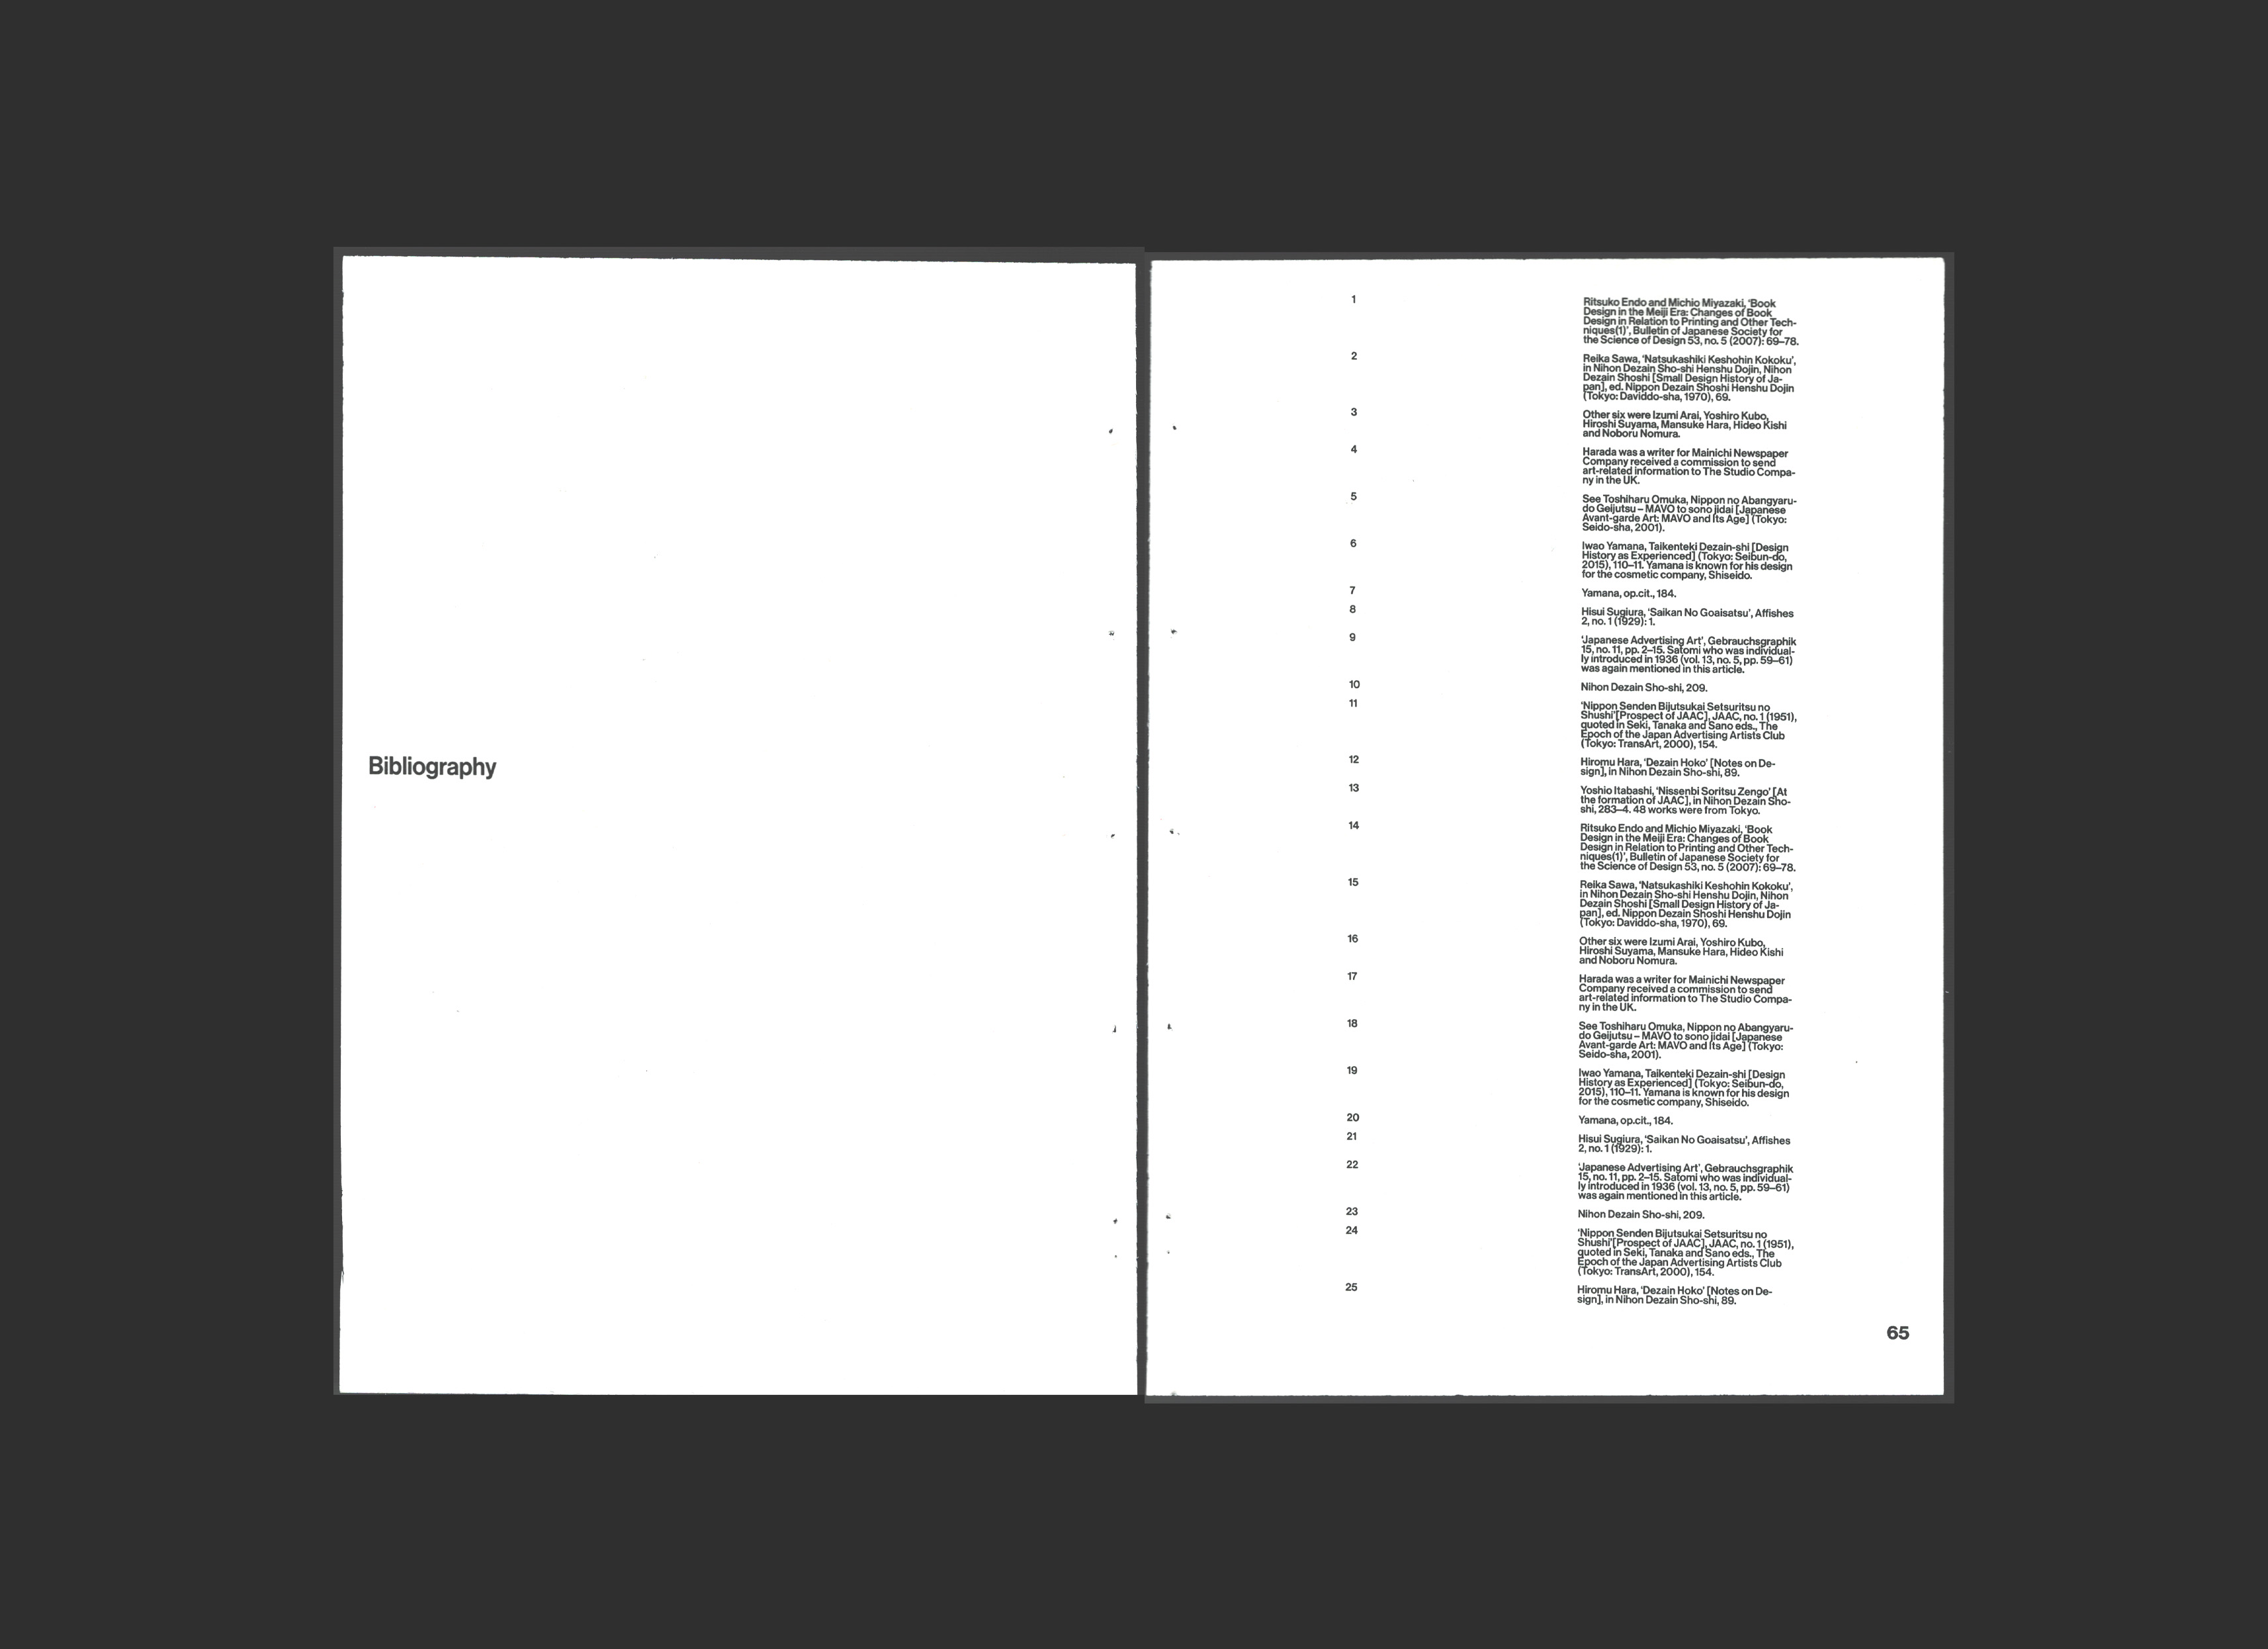 Bibliography
1
Ritsuko Endo and Michio Miyazaki, ‘Book
Design in the Meiji Era: Changes of Book
Design in Relation to Printing and Other Tech-
niques(1)’, Bulletin of Japanese Society for
the Science of Design 53, no. 5 (2007): 69–78.
2
Reika Sawa, ‘Natsukashiki Keshohin Kokoku’,
in Nihon Dezain Sho-shi Henshu Dojin, Nihon
Dezain Shoshi [Small Design History of Ja-
pan], ed. Nippon Dezain Shoshi Henshu Dojin
(Tokyo: Daviddo-sha, 1970), 69.
3
Other six were Izumi Arai, Yoshiro Kubo,
Hiroshi Suyama, Mansuke Hara, Hideo Kishi
and Noboru Nomura.
4
Harada was a writer for Mainichi Newspaper
Company received a commission to send
art-related information to The Studio Compa-
ny in the UK.
5
See Toshiharu Omuka, Nippon no Abangyaru-
do Geijutsu – MAVO to sono jidai [Japanese
Avant-garde Art: MAVO and Its Age] (Tokyo:
Seido-sha, 2001).
6
Iwao Yamana, Taikenteki Dezain-shi [Design
History as Experienced] (Tokyo: Seibun-do,
2015), 110–11. Yamana is known for his design
for the cosmetic company, Shiseido.
7
Yamana, op.cit., 184.
8
Hisui Sugiura, ‘Saikan No Goaisatsu’, Affishes
2, no. 1 (1929): 1.
9
‘Japanese Advertising Art’, Gebrauchsgraphik
15, no. 11, pp. 2–15. Satomi who was individual-
ly introduced in 1936 (vol. 13, no. 5, pp. 59–61)
was again mentioned in this article.
10
Nihon Dezain Sho-shi, 209.
11
‘Nippon Senden Bijutsukai Setsuritsu no
Shushi’[Prospect of JAAC], JAAC, no. 1 (1951),
quoted in Seki, Tanaka and Sano eds., The
Epoch of the Japan Advertising Artists Club
(Tokyo: TransArt, 2000), 154.
12
Hiromu Hara, ‘Dezain Hoko’ [Notes on De-
sign], in Nihon Dezain Sho-shi, 89.
13
Yoshio Itabashi, ‘Nissenbi Soritsu Zengo’ [At
the formation of JAAC], in Nihon Dezain Sho-
shi, 283–4. 48 works were from Tokyo.
14
Ritsuko Endo and Michio Miyazaki, ‘Book
Design in the Meiji Era: Changes of Book
Design in Relation to Printing and Other Tech-
niques(1)’, Bulletin of Japanese Society for
the Science of Design 53, no. 5 (2007): 69–78.
15
Reika Sawa, ‘Natsukashiki Keshohin Kokoku’,
in Nihon Dezain Sho-shi Henshu Dojin, Nihon
Dezain Shoshi [Small Design History of Ja-
pan], ed. Nippon Dezain Shoshi Henshu Dojin
(Tokyo: Daviddo-sha, 1970), 69.
16
Other six were Izumi Arai, Yoshiro Kubo,
Hiroshi Suyama, Mansuke Hara, Hideo Kishi
and Noboru Nomura.
17
Harada was a writer for Mainichi Newspaper
Company received a commission to send
art-related information to The Studio Compa-
ny in the UK.
18
See Toshiharu Omuka, Nippon no Abangyaru-
do Geijutsu – MAVO to sono jidai [Japanese
Avant-garde Art: MAVO and Its Age] (Tokyo:
Seido-sha, 2001).
19
Iwao Yamana, Taikenteki Dezain-shi [Design
History as Experienced] (Tokyo: Seibun-do,
2015), 110–11. Yamana is known for his design
for the cosmetic company, Shiseido.
20
Yamana, op.cit., 184.
21
Hisui Sugiura, ‘Saikan No Goaisatsu’, Affishes
2, no. 1 (1929): 1.
22
‘Japanese Advertising Art’, Gebrauchsgraphik
15, no. 11, pp. 2–15. Satomi who was individual-
ly introduced in 1936 (vol. 13, no. 5, pp. 59–61)
was again mentioned in this article.
23
Nihon Dezain Sho-shi, 209.
24
‘Nippon Senden Bijutsukai Setsuritsu no
Shushi’[Prospect of JAAC], JAAC, no. 1 (1951),
quoted in Seki, Tanaka and Sano eds., The
Epoch of the Japan Advertising Artists Club
(Tokyo: TransArt, 2000), 154.
25
Hiromu Hara, ‘Dezain Hoko’ [Notes on De-
sign], in Nihon Dezain Sho-shi, 89.
65